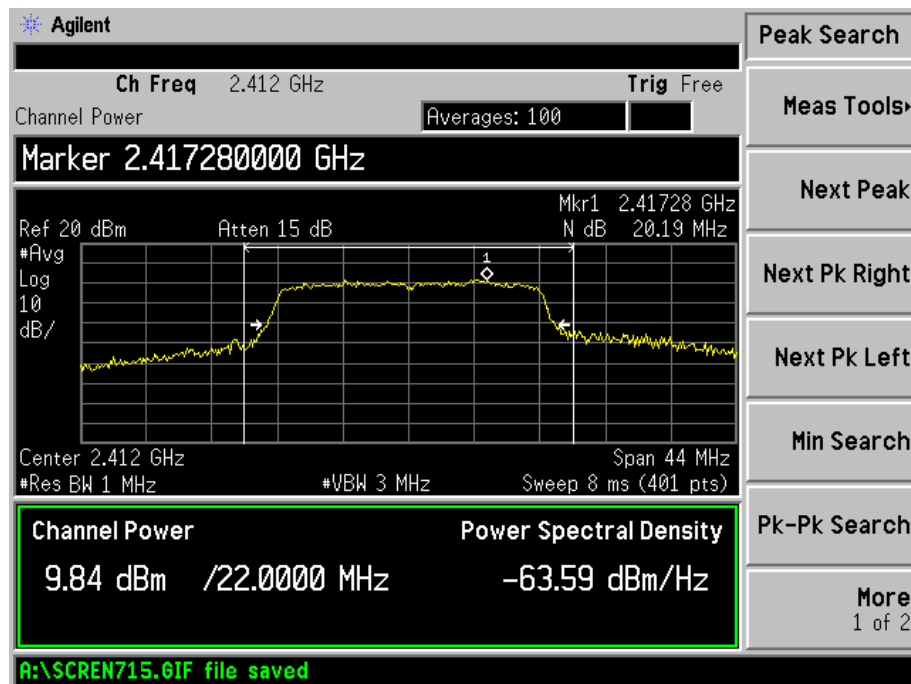 Agilent
Peak Search
Ch Freq 2.412 GHz Trig Free
Channel Power Averages: 100
Meas Tools
Marker 2.417280000 GHz
Next Peak
Mkr1 2.41728 GHz
Ref 20 dBm Atten 15 dB N dB 20.19 MHz
#Avg
Log
10
dB/
1
Next Pk Right
Next Pk Left
Center 2.412 GHz Span 44 MHz
#Res BW 1 MHz #VBW 3 MHz Sweep 8 ms (401 pts)
Min Search
Channel Power Power Spectral Density
9.84 dBm /22.0000 MHz -63.59 dBm/Hz
Pk-Pk Search
More
1 of 2
A:\SCREN715.GIF file saved